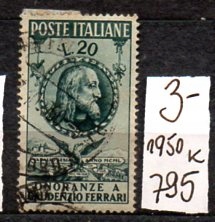 POSTE ITALIANE
L.20
ONORANZE A
GAUDENZIO FERRARI
3-
1950 K
795